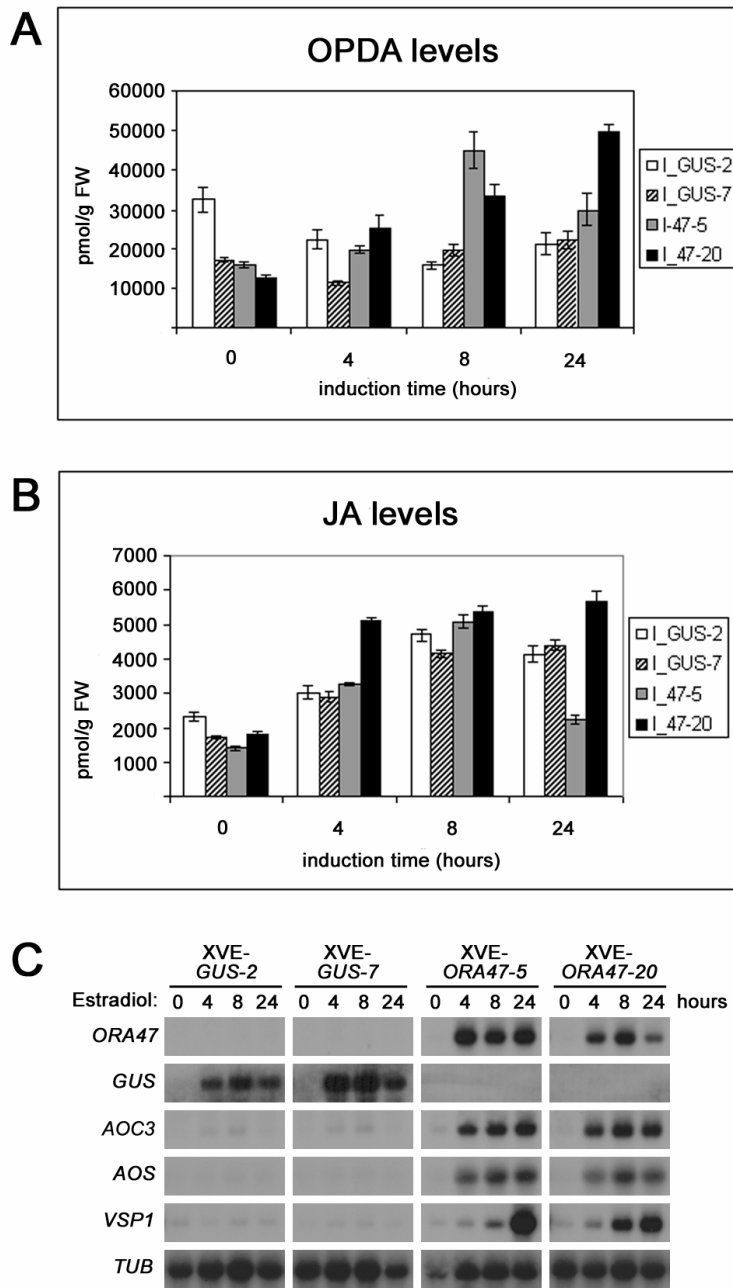 A
OPDA levels
60000
50000
40000
30000
20000
10000
pmol/g FW
0 4 8 24
induction time (hours)
I_GUS-2
I_GUS-7
I-47-5
I_47-20
B
JA levels
7000
6000
5000
4000
3000
2000
1000
pmol/g FW
0 4 8 24
induction time (hours)
I_GUS-2
I_GUS-7
I_47-5
I_47-20
C
XVE- XVE- XVE- XVE-
GUS-2 GUS-7 ORA47-5 ORA47-20
Estradiol: 0 4 8 24 0 4 8 24 0 4 8 24 0 4 8 24 hours
ORA47
GUS
AOC3
AOS
VSP1
TUB